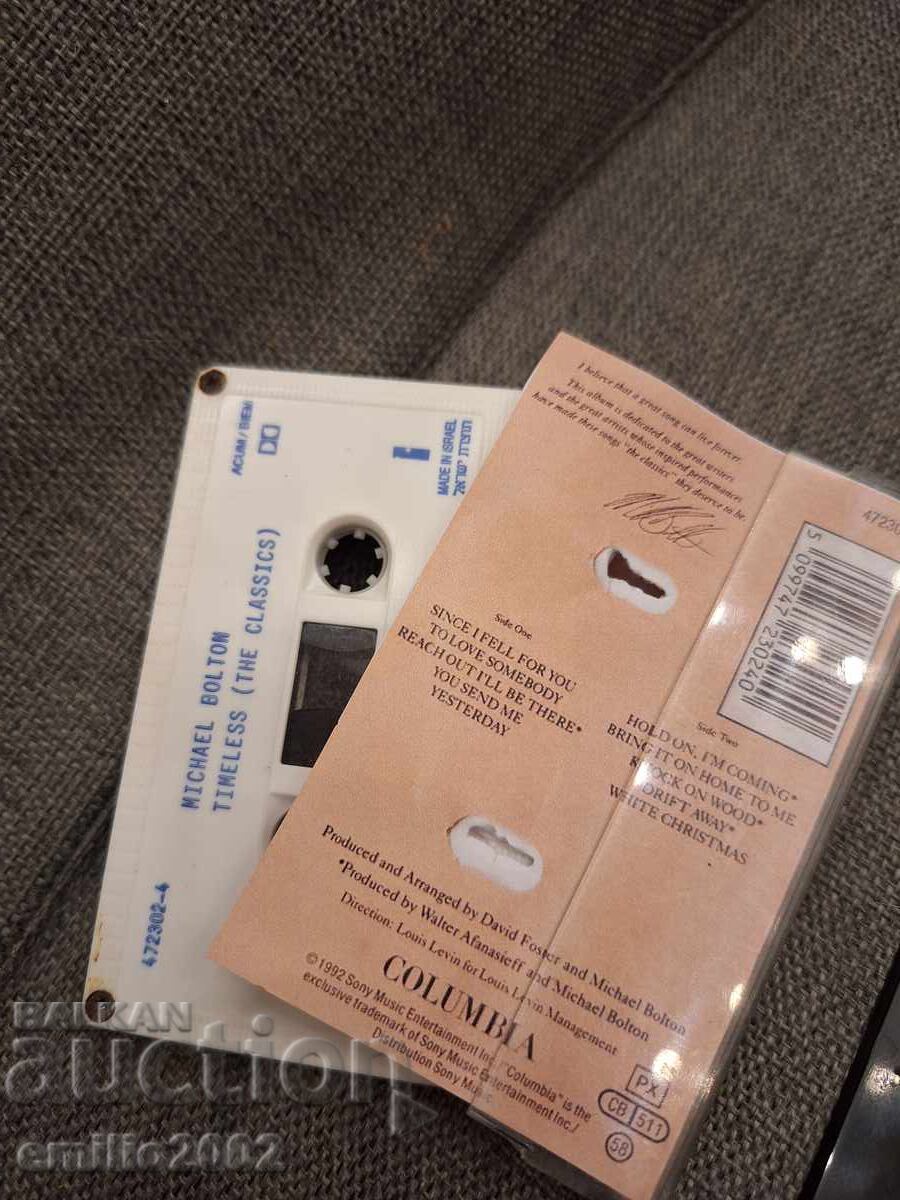 ACUM/BIEM
MADE IN ISRAEL
תוצרת ישראל
MICHAEL BOLTON
TIMELESS (THE CLASSICS)
472302-4
I believe that a great song can live forever.
This album is dedicated to the great writers
and the great artists whose inspired performances
have made these songs "the classics" they deserve to be.
4723
5 099747 230240
Side One
SINCE I FELL FOR YOU
TO LOVE SOMEBODY
REACH OUT I'LL BE THERE*
YOU SEND ME
YESTERDAY
Side Two
HOLD ON, I'M COMING*
BRING IT ON HOME TO ME
KNOCK ON WOOD*
DRIFT AWAY*
WHITE CHRISTMAS
Produced and Arranged by David Foster and Michael Bolton
*Produced by Walter Afanasieff and Michael Bolton
Direction: Louis Levin for Louis Levin Management
COLUMBIA
©1992 Sony Music Entertainment Inc./"Columbia" is the
exclusive trademark of Sony Music Entertainment Inc./
Distribution Sony Music
PX
CB 511
58
BALKAN
auction
emilio2002